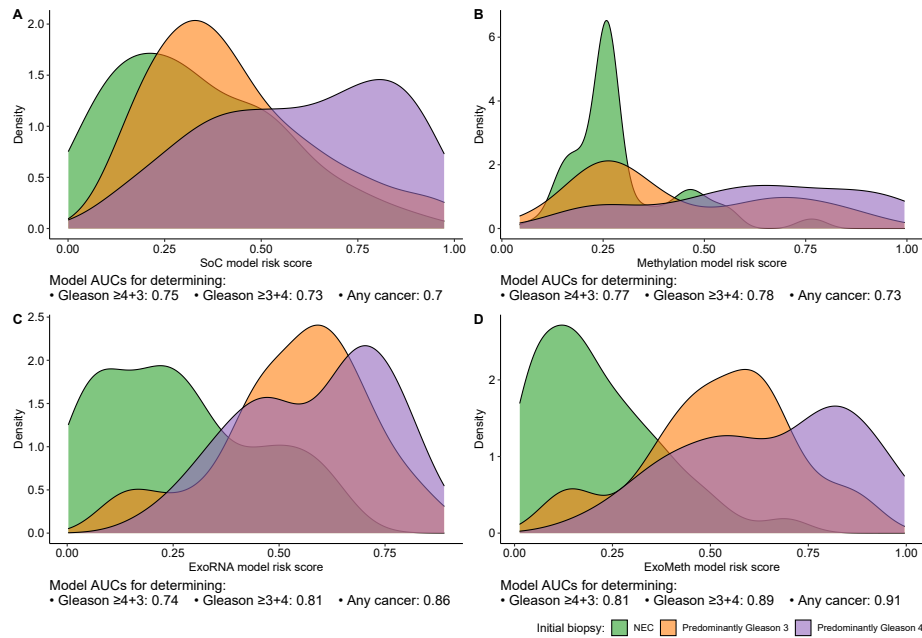 A
2.0
1.5
1.0
0.5
0.0
Density
0.00 0.25 0.50 0.75 1.00
SoC model risk score
Model AUCs for determining:
• Gleason ≥4+3: 0.75 • Gleason ≥3+4: 0.73 • Any cancer: 0.7
B
6
4
2
0
Density
0.00 0.25 0.50 0.75 1.00
Methylation model risk score
Model AUCs for determining:
• Gleason ≥4+3: 0.77 • Gleason ≥3+4: 0.78 • Any cancer: 0.73
C
2.5
2.0
1.5
1.0
0.5
0.0
Density
0.00 0.25 0.50 0.75
ExoRNA model risk score
Model AUCs for determining:
• Gleason ≥4+3: 0.74 • Gleason ≥3+4: 0.81 • Any cancer: 0.86
D
2
1
0
Density
0.00 0.25 0.50 0.75 1.00
ExoMeth model risk score
Model AUCs for determining:
• Gleason ≥4+3: 0.81 • Gleason ≥3+4: 0.89 • Any cancer: 0.91
Initial biopsy: NEC Predominantly Gleason 3 Predominantly Gleason 4